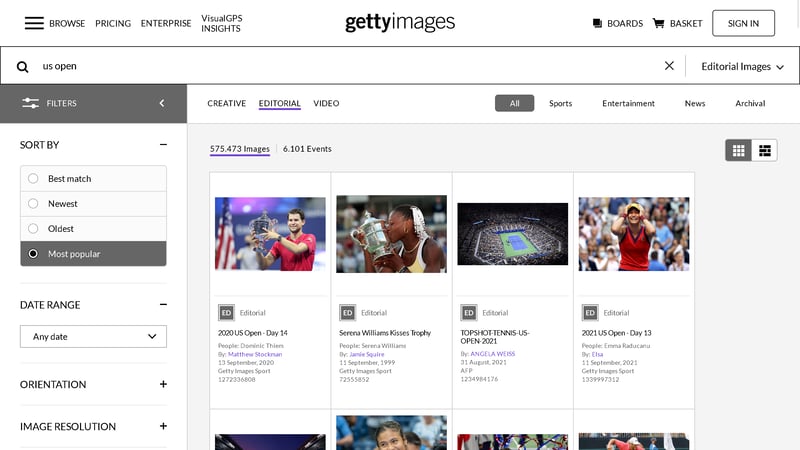 BROWSE
PRICING
ENTERPRISE
VisualGPS
INSIGHTS
gettyimages
BOARDS
BASKET
SIGN IN
us open
Editorial Images
FILTERS
CREATIVE
EDITORIAL
VIDEO
All
Sports
Entertainment
News
Archival
SORT BY
Best match
Newest
Oldest
Most popular
DATE RANGE
Any date
ORIENTATION
IMAGE RESOLUTION
575.473 Images
6.101 Events
ED Editorial
2020 US Open - Day 14
People: Dominic Thiem
By: Matthew Stockman
13 September, 2020
Getty Images Sport
1272336808
ED Editorial
Serena Williams Kisses Trophy
People: Serena Williams
By: Jamie Squire
11 September, 1999
Getty Images Sport
72555852
ED Editorial
TOPSHOT-TENNIS-US-
OPEN-2021
By: ANGELA WEISS
31 August, 2021
AFP
1234984176
ED Editorial
2021 US Open - Day 13
People: Emma Raducanu
By: Elsa
11 September, 2021
Getty Images Sport
1339997312